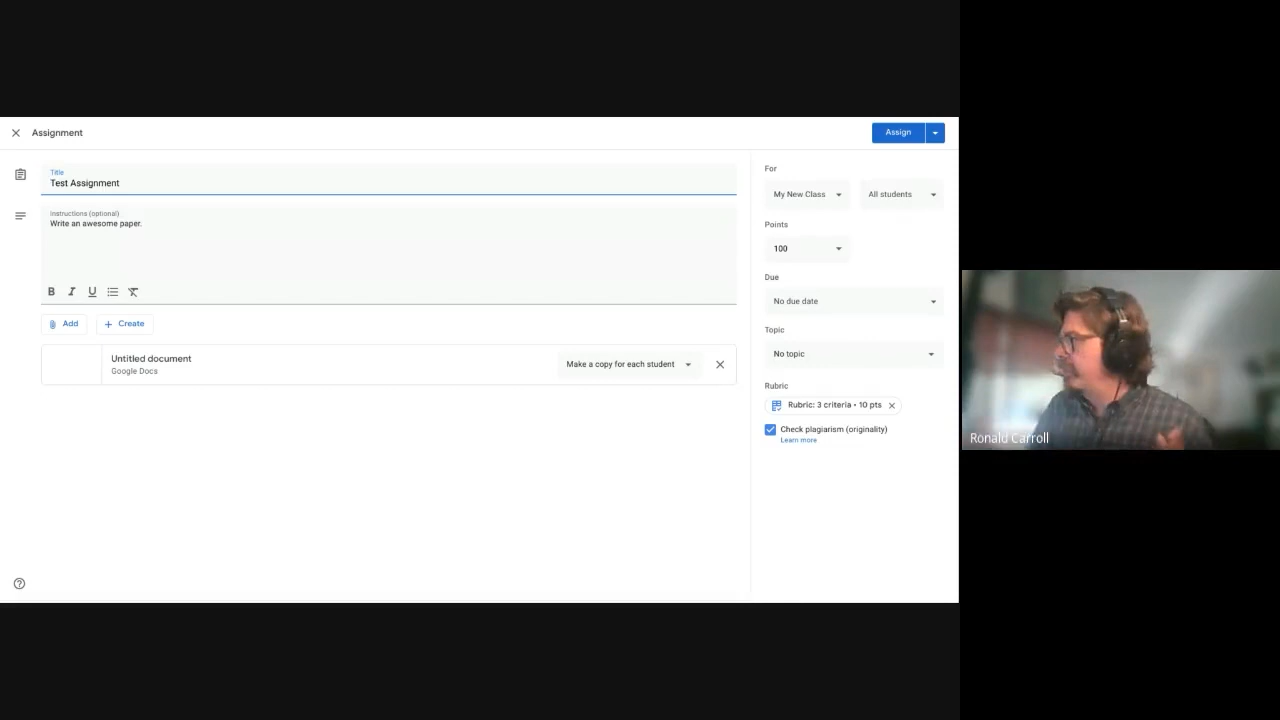 Assignment
Assign
Title
Test Assignment
Instructions (optional)
Write an awesome paper.
B I U
Add
Create
Untitled document
Google Docs
Make a copy for each student
For
My New Class
All students
Points
100
Due
No due date
Topic
No topic
Rubric
Rubric: 3 criteria • 10 pts
Check plagiarism (originality)
Learn more
Ronald Carroll